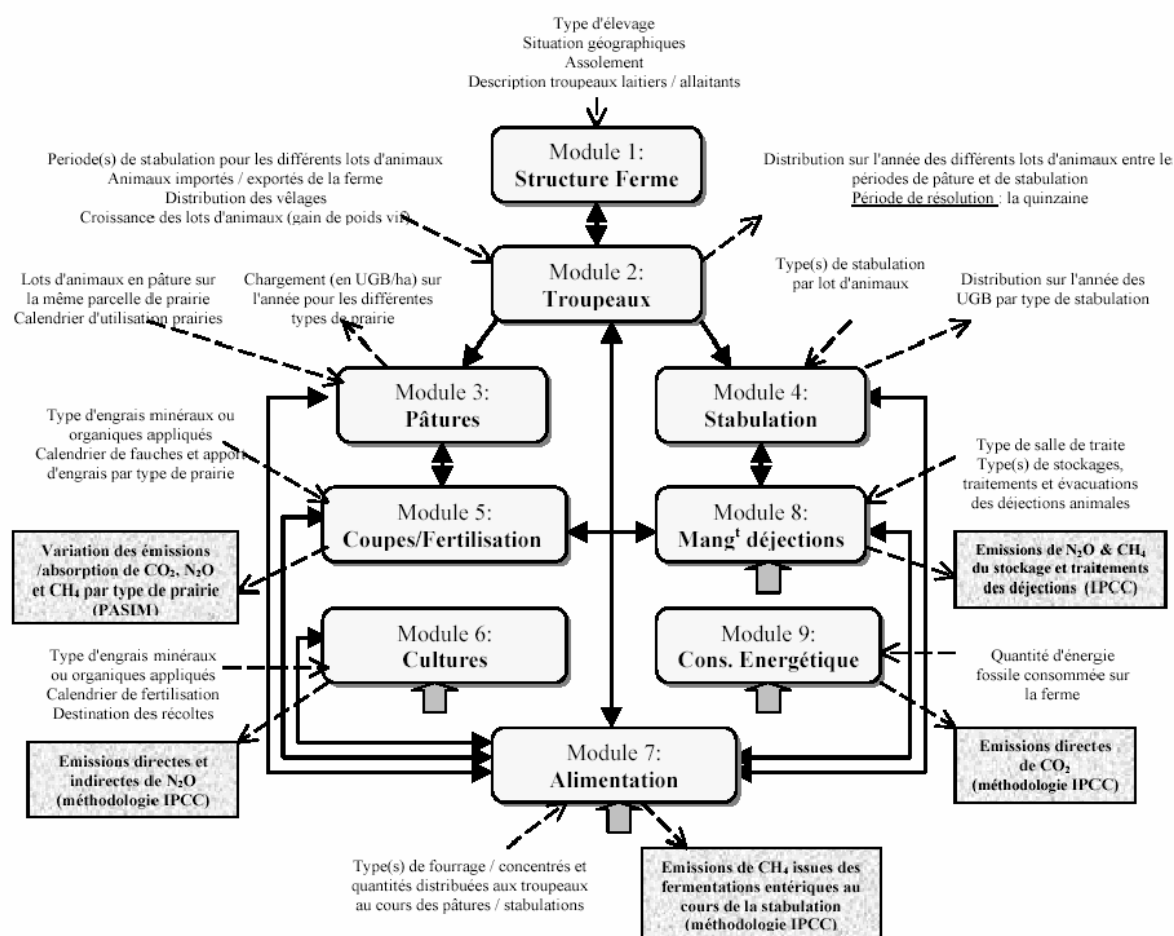 Type d'élevage
Situation géographiques
Assolement
Description troupeaux laitiers / allaitants
Module 1:
Structure Ferme
Periode(s) de stabulation pour les différents lots d'animaux
Animaux importés / exportés de la ferme
Distribution des vêlages
Croissance des lots d'animaux (gain de poids vif)
Distribution sur l'année des différents lots d'animaux entre le
périodes de pâture et de stabulation
Période de résolution : la quinzaine
Module 2:
Troupeaux
Lots d'animaux en pâture sur
la même parcelle de prairie
Calendrier d'utilisation prairies
Chargement (en UGB/ha) sur
l'année pour les différentes
types de prairie
Type(s) de stabulation
par lot d'animaux
Distribution sur l'année des
UGB par type de stabulation
Module 3:
Pâtures
Module 4:
Stabulation
Type d'engrais minéraux ou
organiques appliqués
Calendrier de fauches et apport
d'engrais par type de prairie
Type de salle de traite
Type(s) de stockages,
traitements et évacuations
des déjections animales
Module 5:
Coupes/Fertilisation
Module 8:
Mangᵗ déjections
Variation des émissions
/absorption de CO₂, N₂O
et CH₄ par type de prairie
(PASIM)
Emissions de N₂O & CH₄
du stockage et traitements
des déjections (IPCC)
Module 6:
Cultures
Module 9:
Cons. Energétique
Type d'engrais minéraux
ou organiques appliqués
Calendrier de fertilisation
Destination des récoltes
Quantité d'énergie
fossile consommée sur
la ferme
Emissions directes et
indirectes de N₂O
(méthodologie IPCC)
Module 7:
Alimentation
Emissions directes
de CO₂
(méthodologie IPCC)
Type(s) de fourrage / concentrés et
quantités distribuées aux troupeaux
au cours des pâtures / stabulations
Emissions de CH₄ issues des
fermentations entériques au
cours de la stabulation
(méthodologie IPCC)